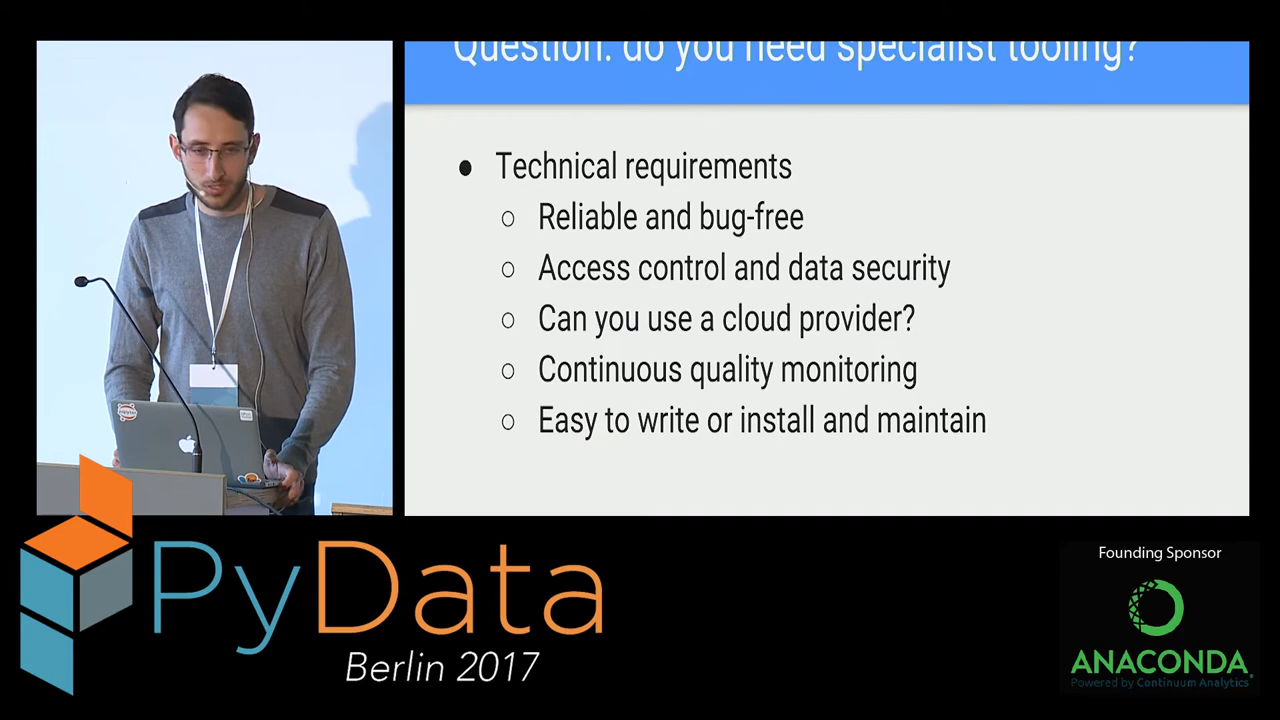 Question: do you need specialist tooling?
● Technical requirements
○ Reliable and bug-free
○ Access control and data security
○ Can you use a cloud provider?
○ Continuous quality monitoring
○ Easy to write or install and maintain
PyData
Berlin 2017
Founding Sponsor
ANACONDA.
Powered by Continuum Analytics